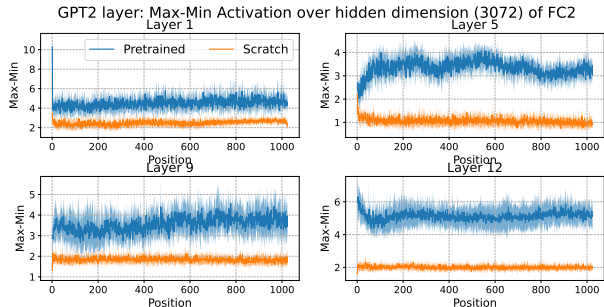 GPT2 layer: Max-Min Activation over hidden dimension (3072) of FC2
Layer 1
Layer 5
Max-Min
10
8
6
4
2
Pretrained
Scratch
0
200
400
600
800
1000
Position
Max-Min
4
3
2
1
0
200
400
600
800
1000
Position
Layer 9
Layer 12
Max-Min
5
4
3
2
1
0
200
400
600
800
1000
Position
Max-Min
6
4
2
0
200
400
600
800
1000
Position